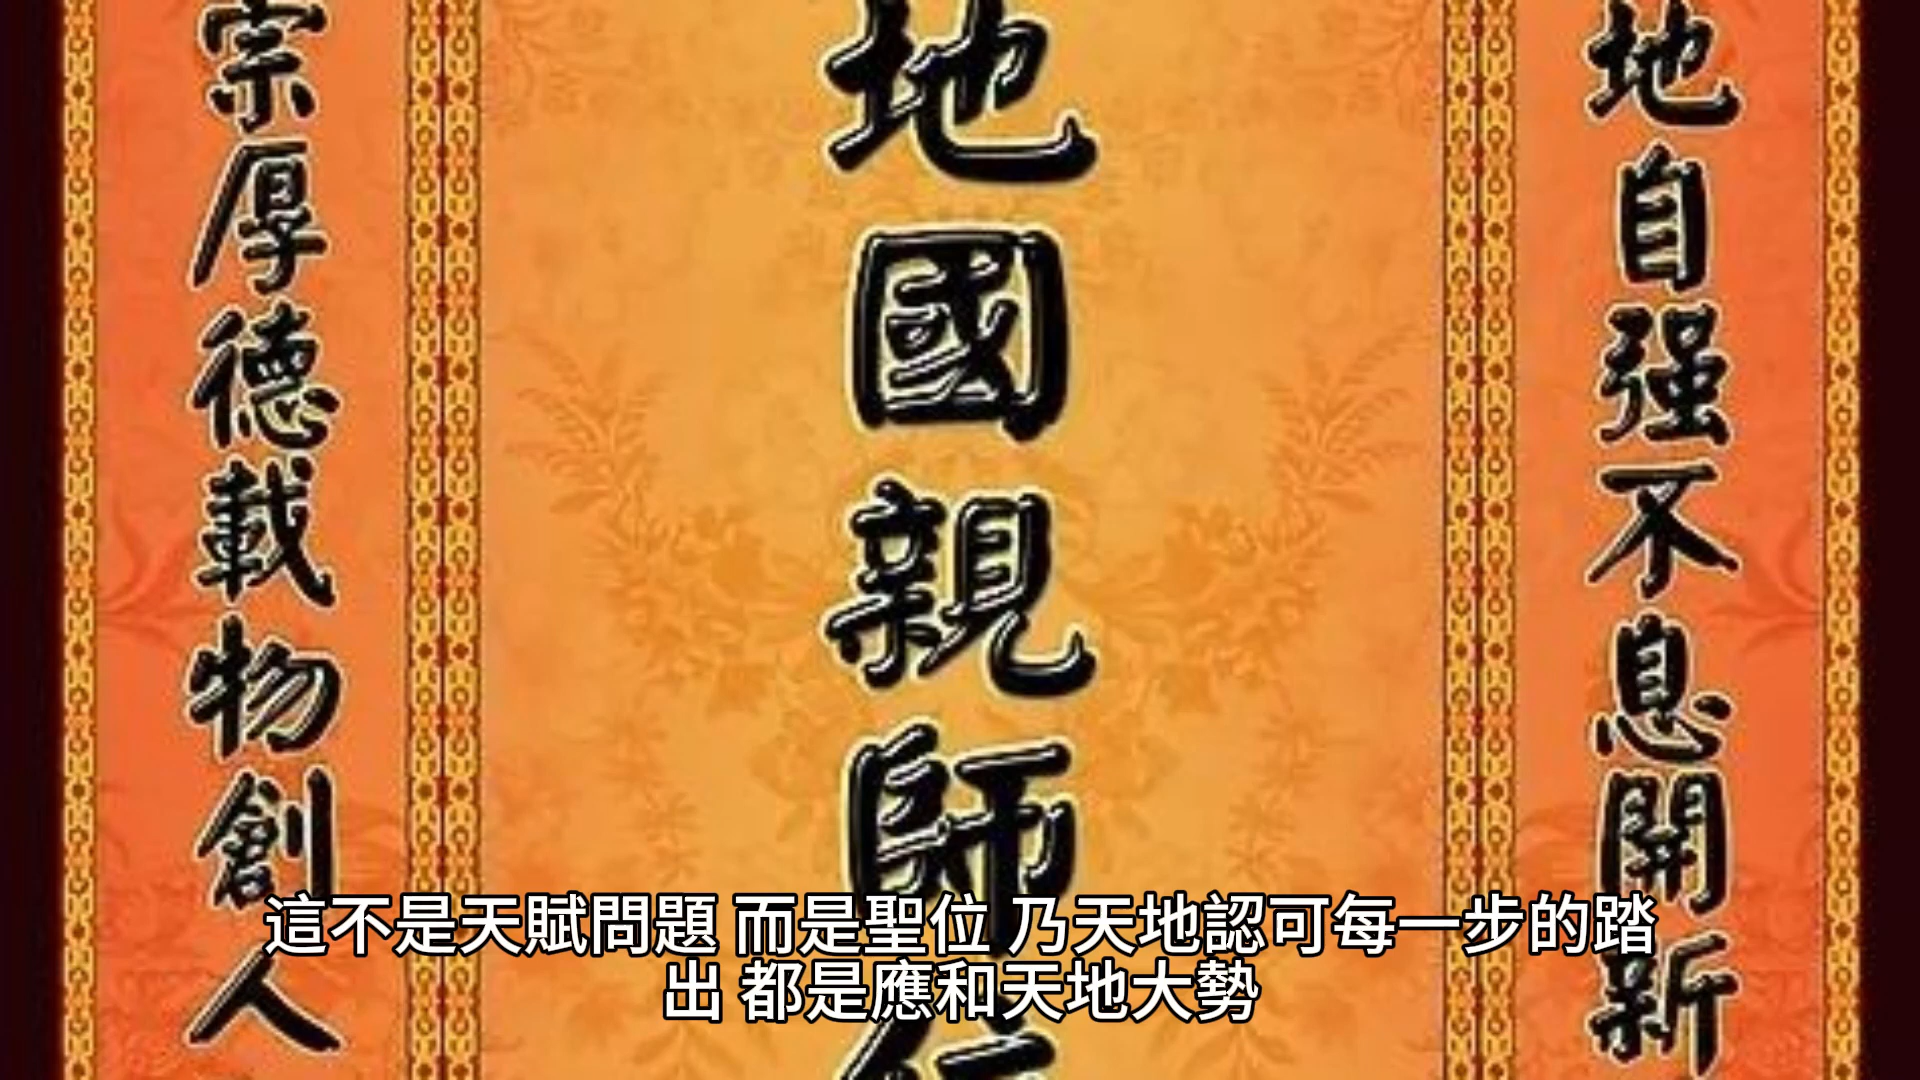 地自强不息開新
地國親師位
宗厚德載物創人
這不是天賦問題 而是聖位 乃天地認可每一步的踏
出 都是應和天地大勢